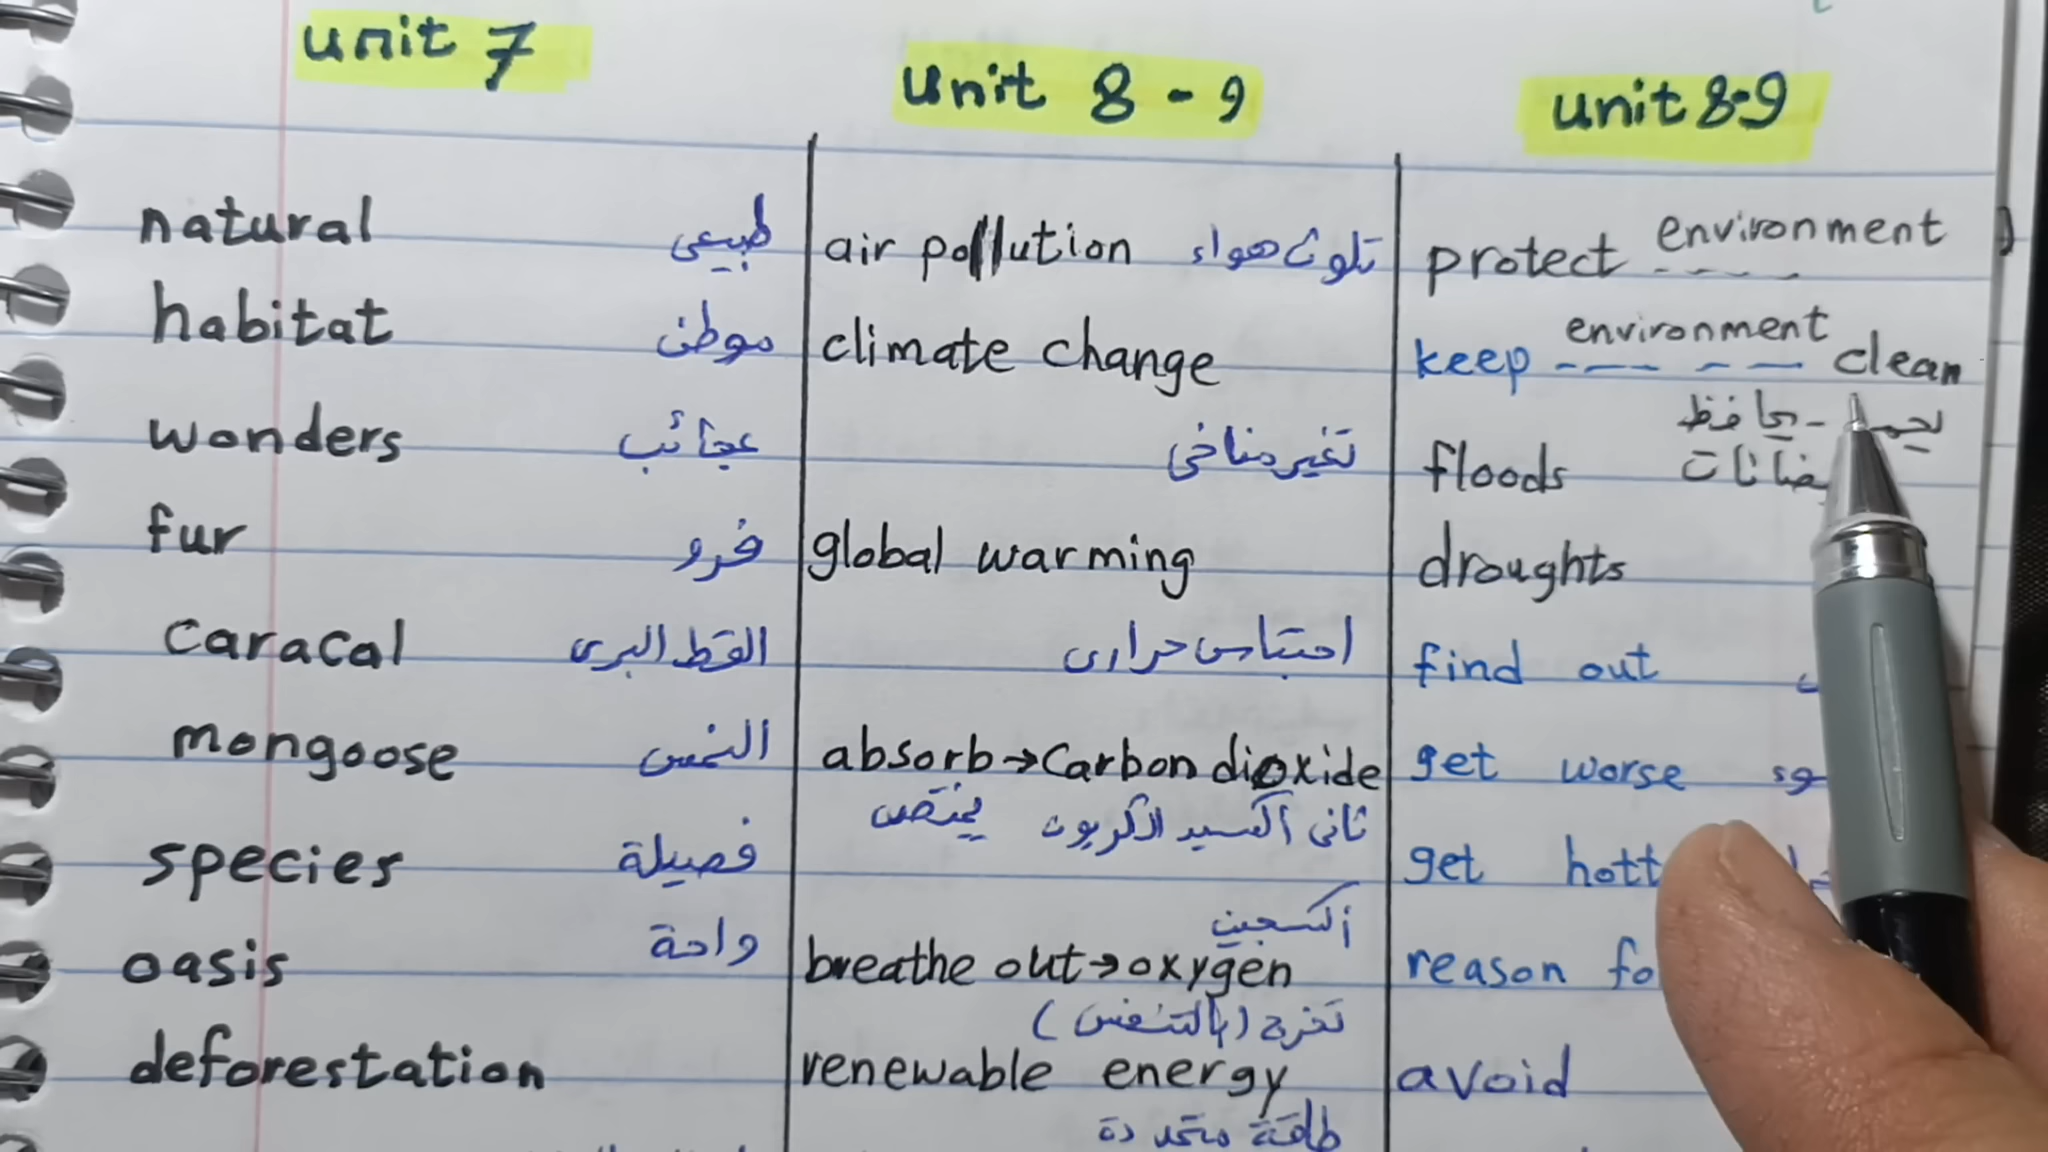 unit 7
natural طبيعى
habitat موطن
wonders عجائب
fur فرو
caracal القط البرى
mongoose النمس
species فصيلة
oasis واحة
deforestation
unit 8 - 9
air pollution تلوث هواء
climate change
تغير مناخى
global warming
احتباس حرارى
absorb → Carbon dioxide
يمتص ثانى أكسيد الكربون
أكسجين
breathe out → oxygen
تخرج (بالتنفس)
renewable energy
طاقة متجددة
unit 8-9
protect environment
keep environment clean
يحافظ
floods
droughts
find out
get worse
get
reason
avoid